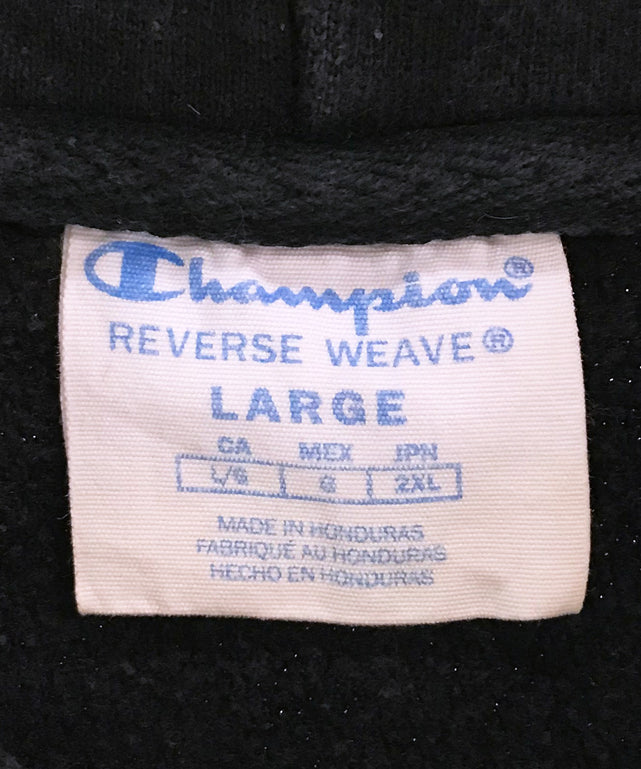 Champion®
REVERSE WEAVE®
LARGE
CA MEX JPN
L/G G 2XL
MADE IN HONDURAS
FABRIQUÉ AU HONDURAS
HECHO EN HONDURAS